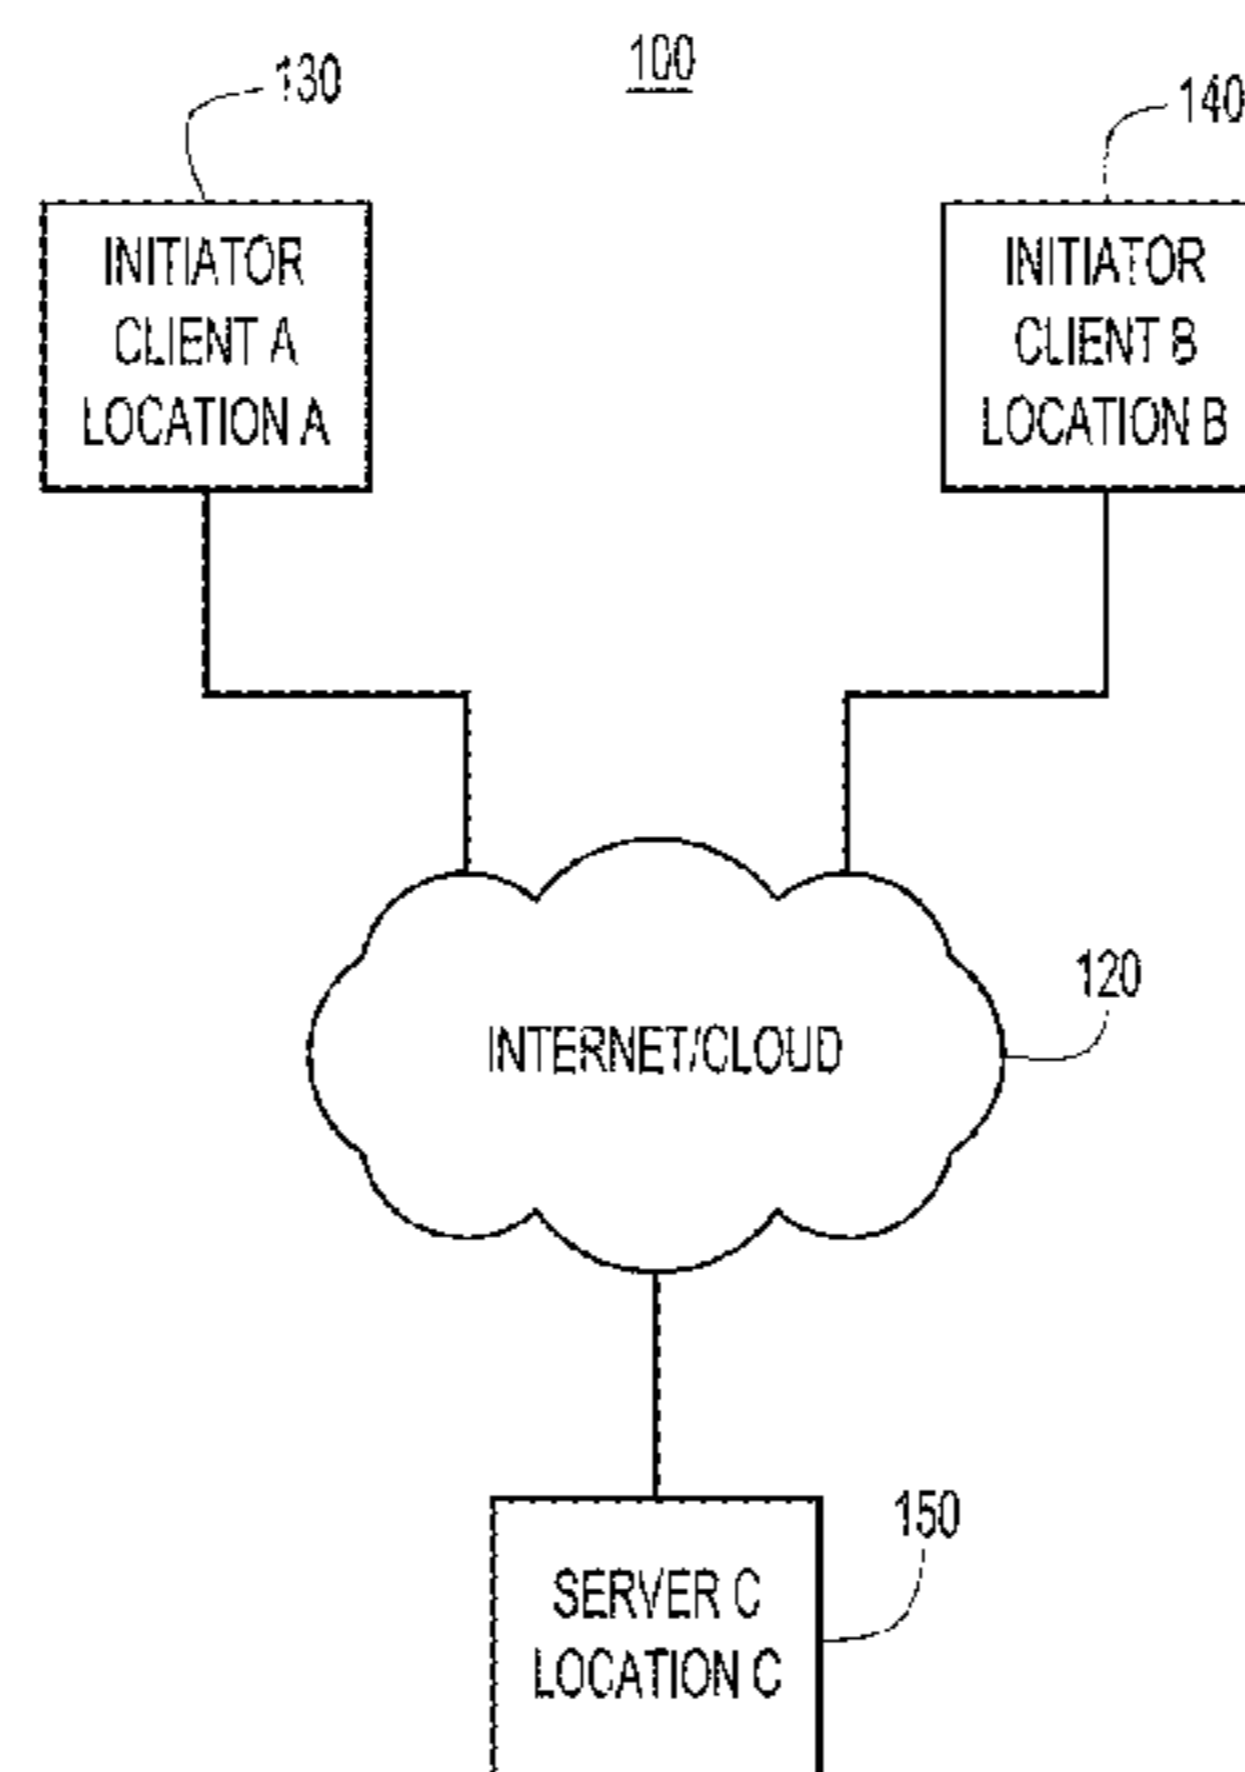 100
130
140
INITIATOR
CLIENT A
LOCATION A
INITIATOR
CLIENT B
LOCATION B
120
INTERNET/CLOUD
150
SERVER C
LOCATION C